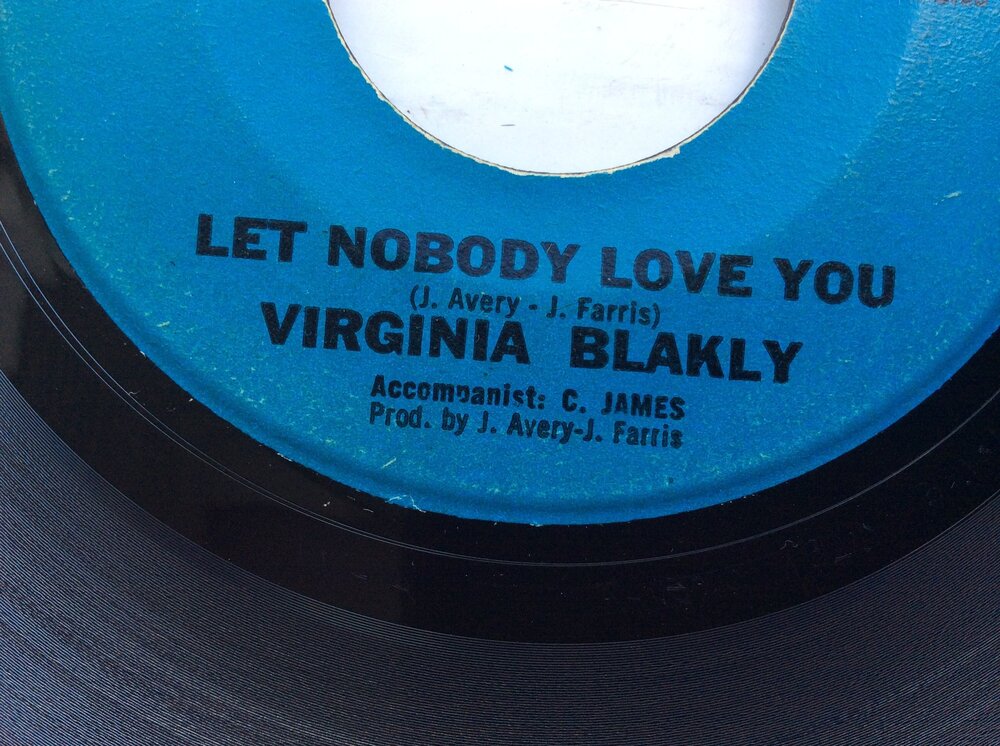 LET NOBODY LOVE YOU
(J. Avery - J. Farris)
VIRGINIA BLAKLY
Accompanist: C. JAMES
Prod. by J. Avery-J. Farris